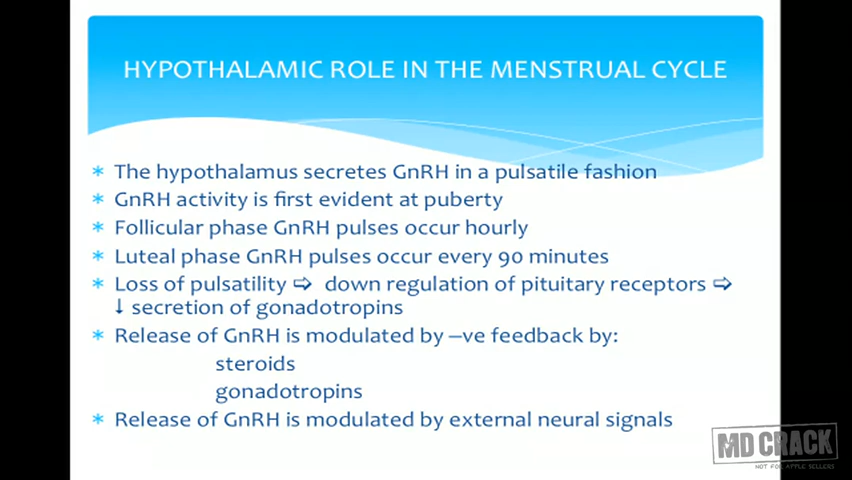 HYPOTHALAMIC ROLE IN THE MENSTRUAL CYCLE
* The hypothalamus secretes GnRH in a pulsatile fashion
* GnRH activity is first evident at puberty
* Follicular phase GnRH pulses occur hourly
* Luteal phase GnRH pulses occur every 90 minutes
* Loss of pulsatility ⇨ down regulation of pituitary receptors ⇨
↓ secretion of gonadotropins
* Release of GnRH is modulated by –ve feedback by:
steroids
gonadotropins
* Release of GnRH is modulated by external neural signals
MD CRACK
NOT FOR APPLE SELLERS